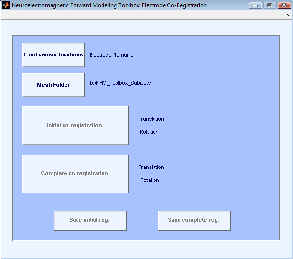 Neuroelectromagnetic Forward Modeling Toolbox Electrode Co-Registration
Load sensor locations
Mesh Folder
Initial co-registration
Translation
Rotation
Complete co-registration
Translation
Rotation
Save initial reg.
Save complete reg.